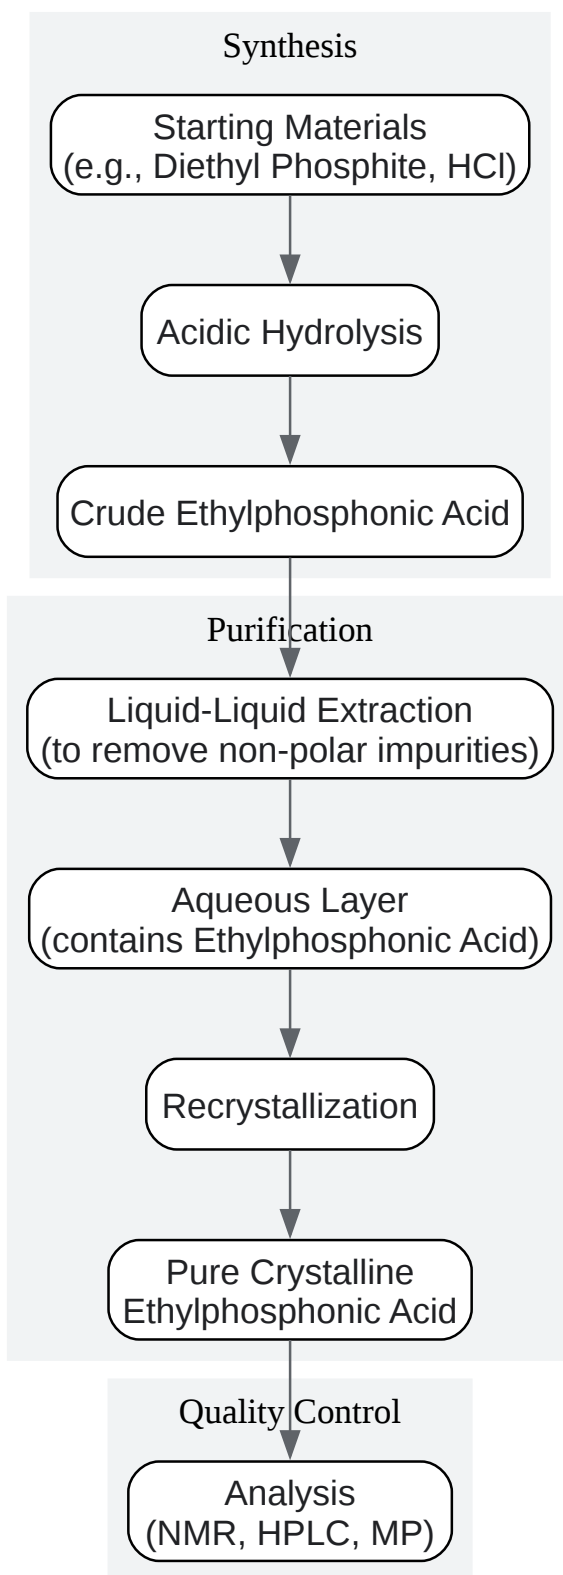 Synthesis
Starting Materials
(e.g., Diethyl Phosphite, HCl)
Acidic Hydrolysis
Crude Ethylphosphonic Acid
Purification
Liquid-Liquid Extraction
(to remove non-polar impurities)
Aqueous Layer
(contains Ethylphosphonic Acid)
Recrystallization
Pure Crystalline
Ethylphosphonic Acid
Quality Control
Analysis
(NMR, HPLC, MP)